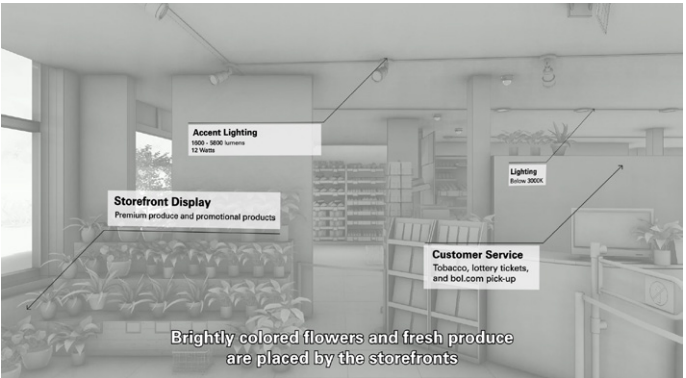 Accent Lighting
1600 - 5800 lumens
12 Watts
Lighting
Below 3000K
Storefront Display
Premium produce and promotional products
Customer Service
Tobacco, lottery tickets,
and bol.com pick-up
Brightly colored flowers and fresh produce
are placed by the storefronts